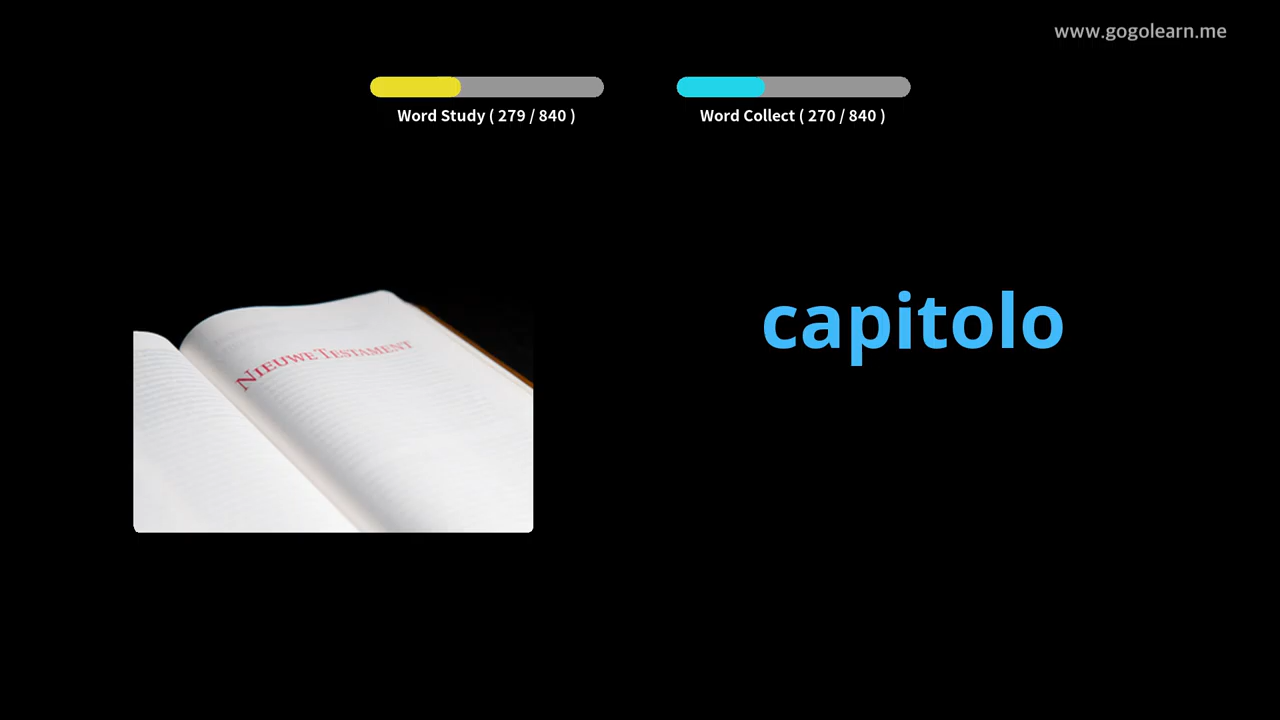 www.gogolearn.me
Word Study ( 279 / 840 )
Word Collect ( 270 / 840 )
capitolo
NIEUWE TESTAMENT